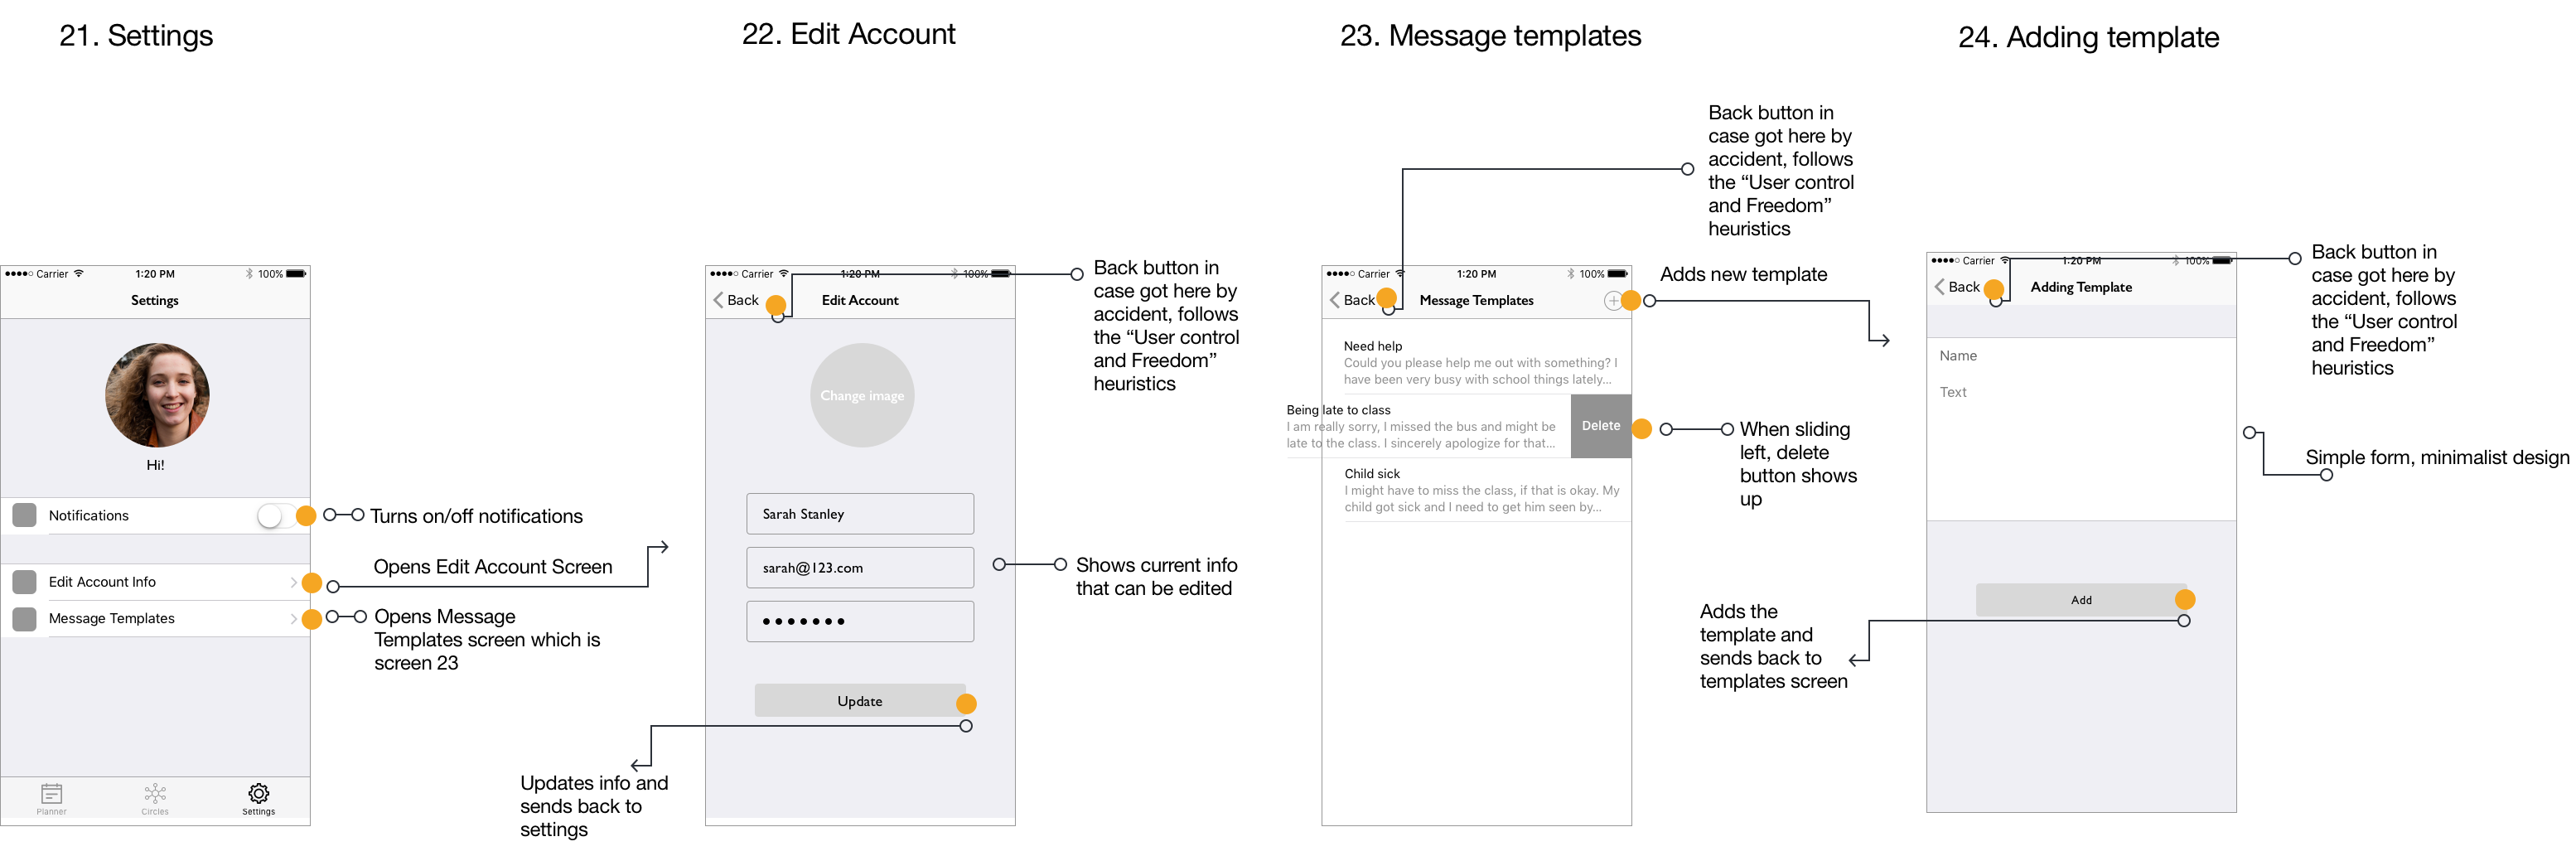 21. Settings
22. Edit Account
23. Message templates
24. Adding template
Carrier
1:20 PM
100%
Settings
Hi!
Notifications
Edit Account Info
Message Templates
Planner
Circles
Settings
Turns on/off notifications
Opens Edit Account Screen
Opens Message
Templates screen which is
screen 23
Carrier
1:20 PM
100%
Back
Edit Account
Change image
Sarah Stanley
sarah@123.com
Update
Back button in
case got here by
accident, follows
the “User control
and Freedom”
heuristics
Shows current info
that can be edited
Updates info and
sends back to
settings
Back button in
case got here by
accident, follows
the “User control
and Freedom”
heuristics
Carrier
1:20 PM
100%
Back
Message Templates
Adds new template
Need help
Could you please help me out with something? I
have been very busy with school things lately...
Being late to class
I am really sorry, I missed the bus and might be
late to the class. I sincerely apologize for that...
Delete
Child sick
I might have to miss the class, if that is okay. My
child got sick and I need to get him seen by...
When sliding
left, delete
button shows
up
Carrier
1:20 PM
100%
Back
Adding Template
Name
Text
Add
Back button in
case got here by
accident, follows
the “User control
and Freedom”
heuristics
Simple form, minimalist design
Adds the
template and
sends back to
templates screen